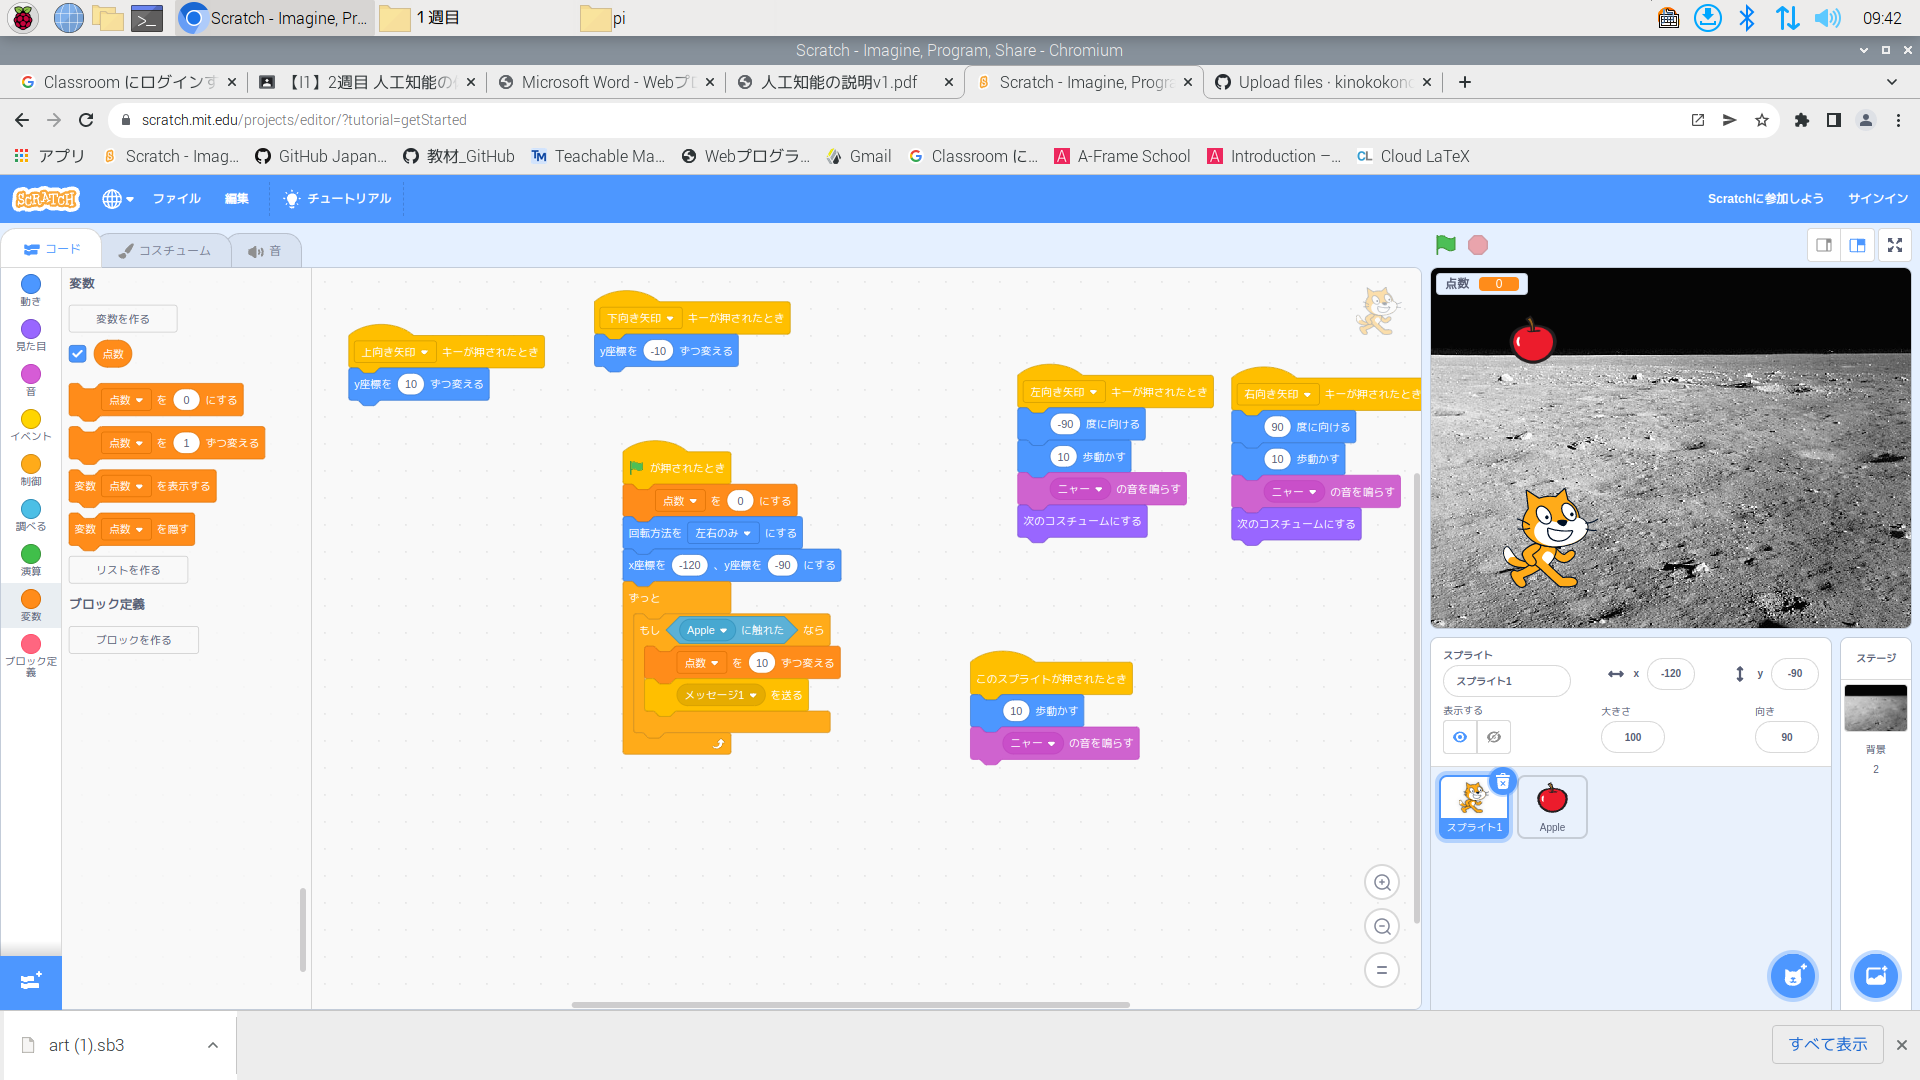 Scratch - Imagine, Pr...
1週目
pi
09:42
Scratch - Imagine, Program, Share - Chromium
Classroom にログインす
【I1】2週目 人工知能の
Microsoft Word - Webプ
人工知能の説明v1.pdf
Scratch - Imagine, Progra
Upload files · kinokokono
scratch.mit.edu/projects/editor/?tutorial=getStarted
アプリ
Scratch - Imag...
GitHub Japan...
教材_GitHub
Teachable Ma...
Webプログラ...
Gmail
Classroom に...
A-Frame School
Introduction –...
Cloud LaTeX
SCRATCH
ファイル
編集
チュートリアル
Scratchに参加しよう
サインイン
コード
コスチューム
音
動き
見た目
音
イベント
制御
調べる
演算
変数
ブロック定義
変数
変数を作る
点数
点数 を 0 にする
点数 を 1 ずつ変える
変数 点数 を表示する
変数 点数 を隠す
リストを作る
ブロック定義
ブロックを作る
上向き矢印 キーが押されたとき
y座標を 10 ずつ変える
下向き矢印 キーが押されたとき
y座標を -10 ずつ変える
が押されたとき
点数 を 0 にする
回転方法を 左右のみ にする
x座標を -120 、y座標を -90 にする
ずっと
もし Apple に触れた なら
点数 を 10 ずつ変える
メッセージ1 を送る
左向き矢印 キーが押されたとき
-90 度に向ける
10 歩動かす
ニャー の音を鳴らす
次のコスチュームにする
右向き矢印 キーが押されたとき
90 度に向ける
10 歩動かす
ニャー の音を鳴らす
次のコスチュームにする
このスプライトが押されたとき
10 歩動かす
ニャー の音を鳴らす
点数 0
スプライト
スプライト1
x -120
y -90
表示する
大きさ
100
向き
90
スプライト1
Apple
ステージ
背景
2
art (1).sb3
すべて表示